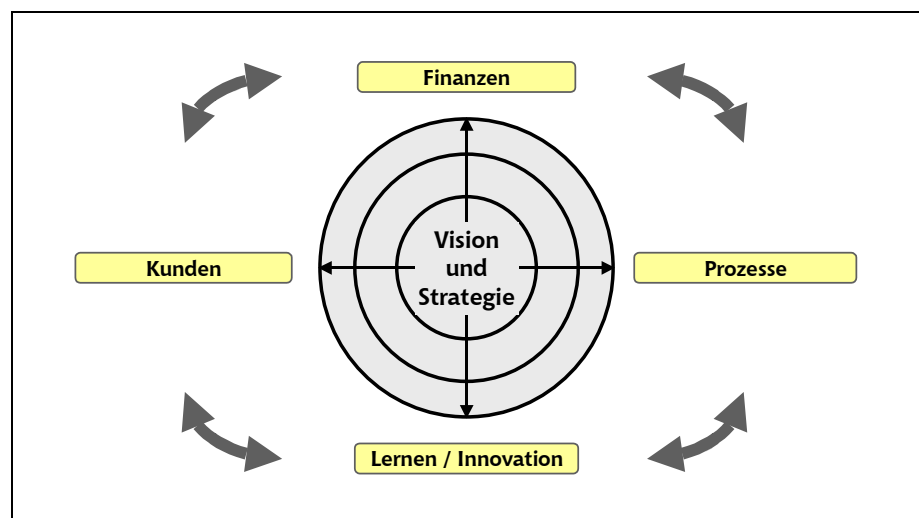 Finanzen
Kunden
Vision
und
Strategie
Prozesse
Lernen / Innovation